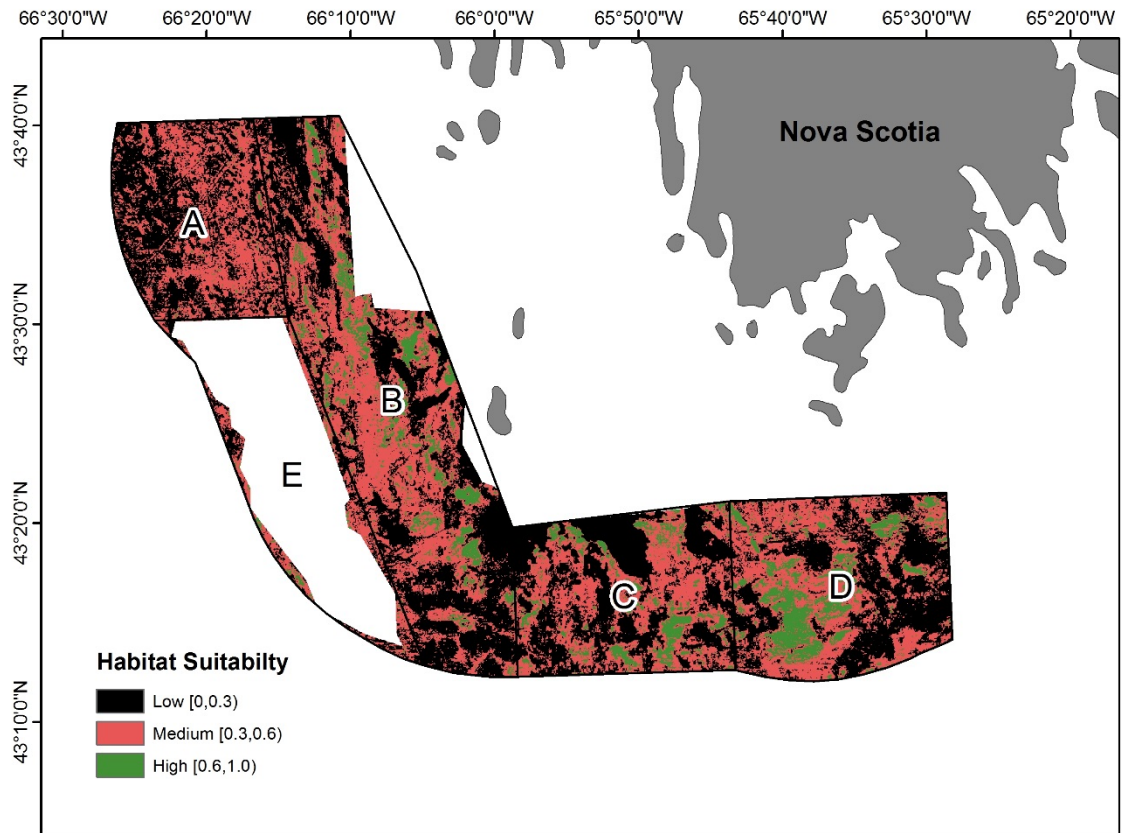 66°30'0"W 66°20'0"W 66°10'0"W 66°00'0"W 65°50'0"W 65°40'0"W 65°30'0"W 65°20'0"W
43°40'0"N
Nova Scotia
A
43°30'0"N
B
E
43°20'0"N
C
D
Habitat Suitabilty
Low [0,0.3)
43°10'0"N
Medium [0.3,0.6)
High [0.6,1.0)